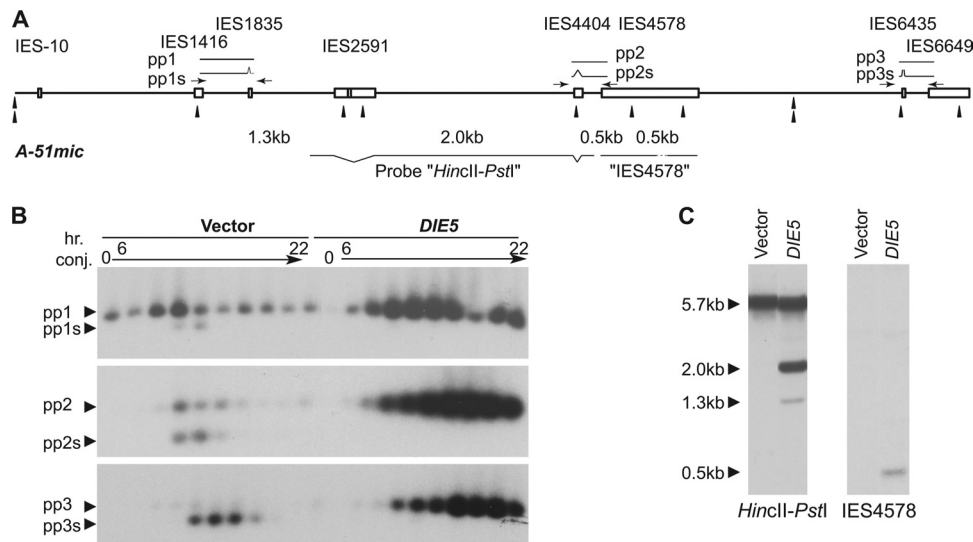 A
IES-10
IES1416
IES1835
IES2591
IES4404 IES4578
IES6435
IES6649
pp1
pp1s
pp2
pp2s
pp3
pp3s
A-51mic
1.3kb
2.0kb
0.5kb 0.5kb
Probe "HincII-PstI"
"IES4578"
B
Vector
DIE5
hr.
conj.
0 6 22 0 6 22
pp1
pp1s
pp2
pp2s
pp3
pp3s
C
Vector
DIE5
Vector
DIE5
5.7kb
2.0kb
1.3kb
0.5kb
HincII-PstI
IES4578